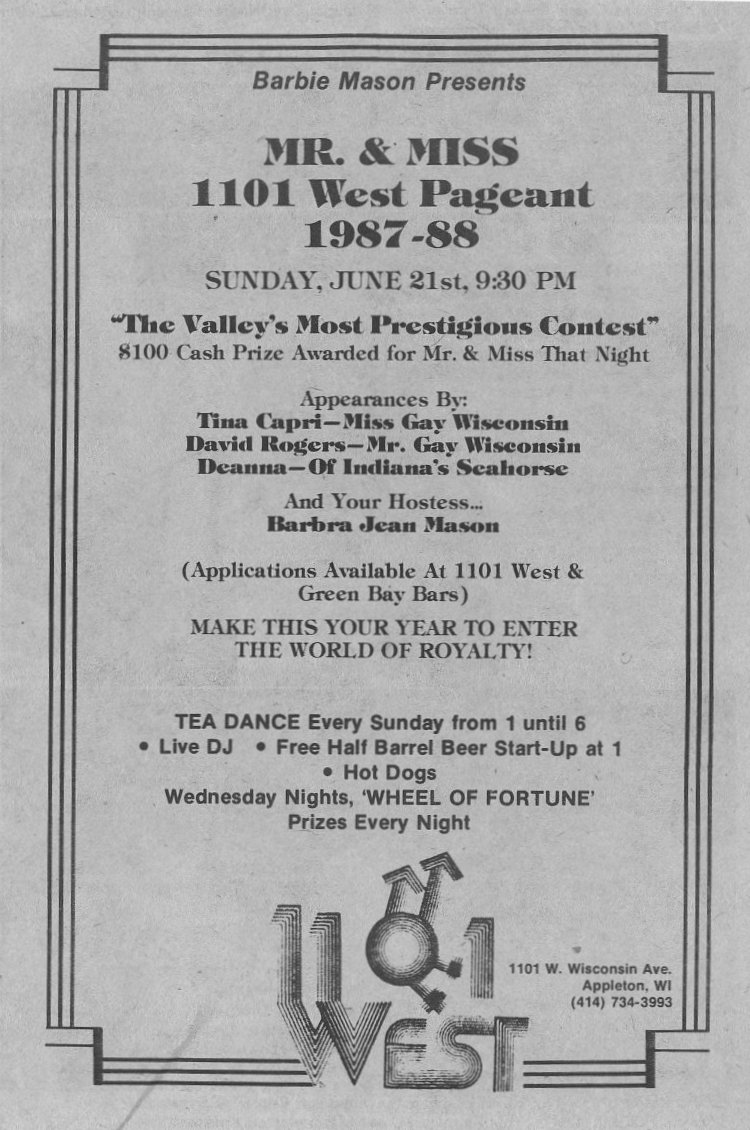 Barbie Mason Presents
MR. & MISS
1101 West Pageant
1987-88
SUNDAY, JUNE 21st, 9:30 PM
"The Valley's Most Prestigious Contest"
$100 Cash Prize Awarded for Mr. & Miss That Night
Appearances By:
Tina Capri—Miss Gay Wisconsin
David Rogers—Mr. Gay Wisconsin
Deanna—Of Indiana's Seahorse
And Your Hostess...
Barbra Jean Mason
(Applications Available At 1101 West &
Green Bay Bars)
MAKE THIS YOUR YEAR TO ENTER
THE WORLD OF ROYALTY!
TEA DANCE Every Sunday from 1 until 6
• Live DJ • Free Half Barrel Beer Start-Up at 1
• Hot Dogs
Wednesday Nights, 'WHEEL OF FORTUNE'
Prizes Every Night
1101
WEST
1101 W. Wisconsin Ave.
Appleton, WI
(414) 734-3993